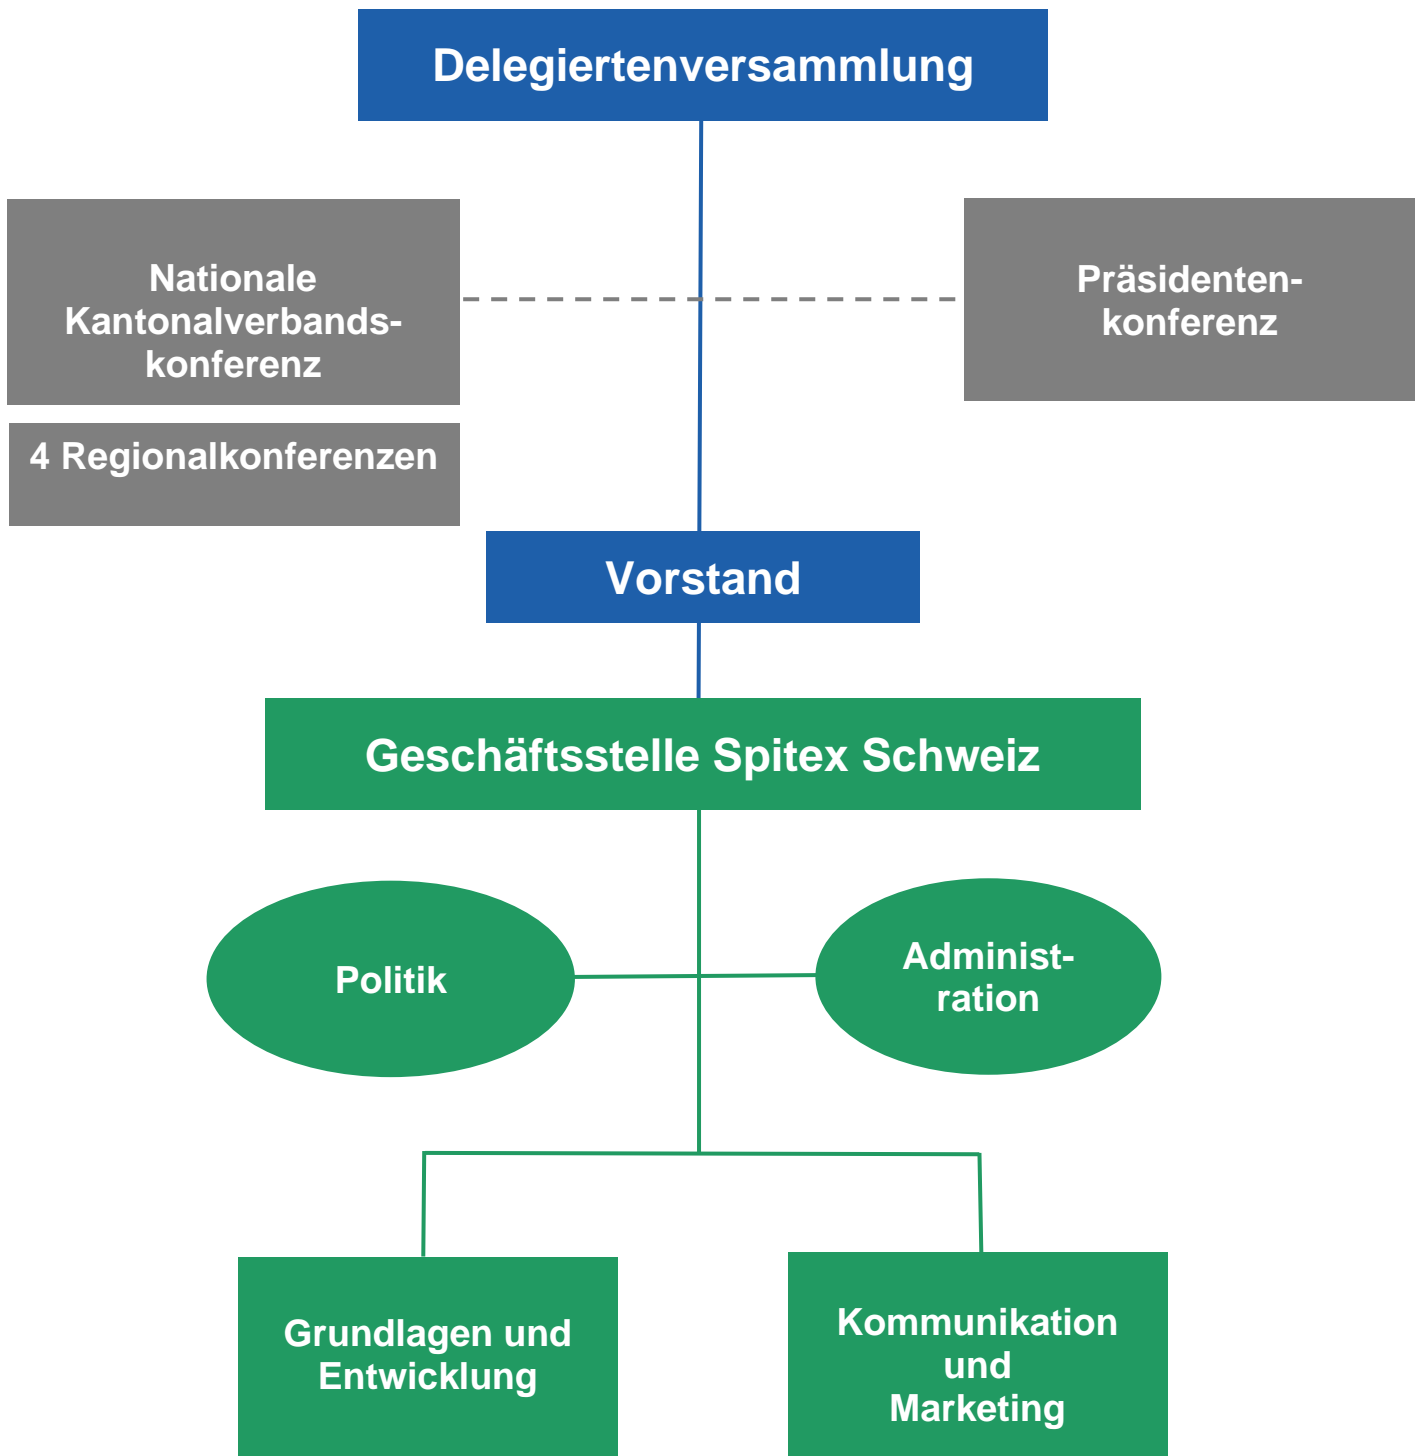 Delegiertenversammlung
Nationale
Kantonalverbands-
konferenz
Präsidenten-
konferenz
4 Regionalkonferenzen
Vorstand
Geschäftsstelle Spitex Schweiz
Politik
Administ-
ration
Grundlagen und
Entwicklung
Kommunikation
und
Marketing